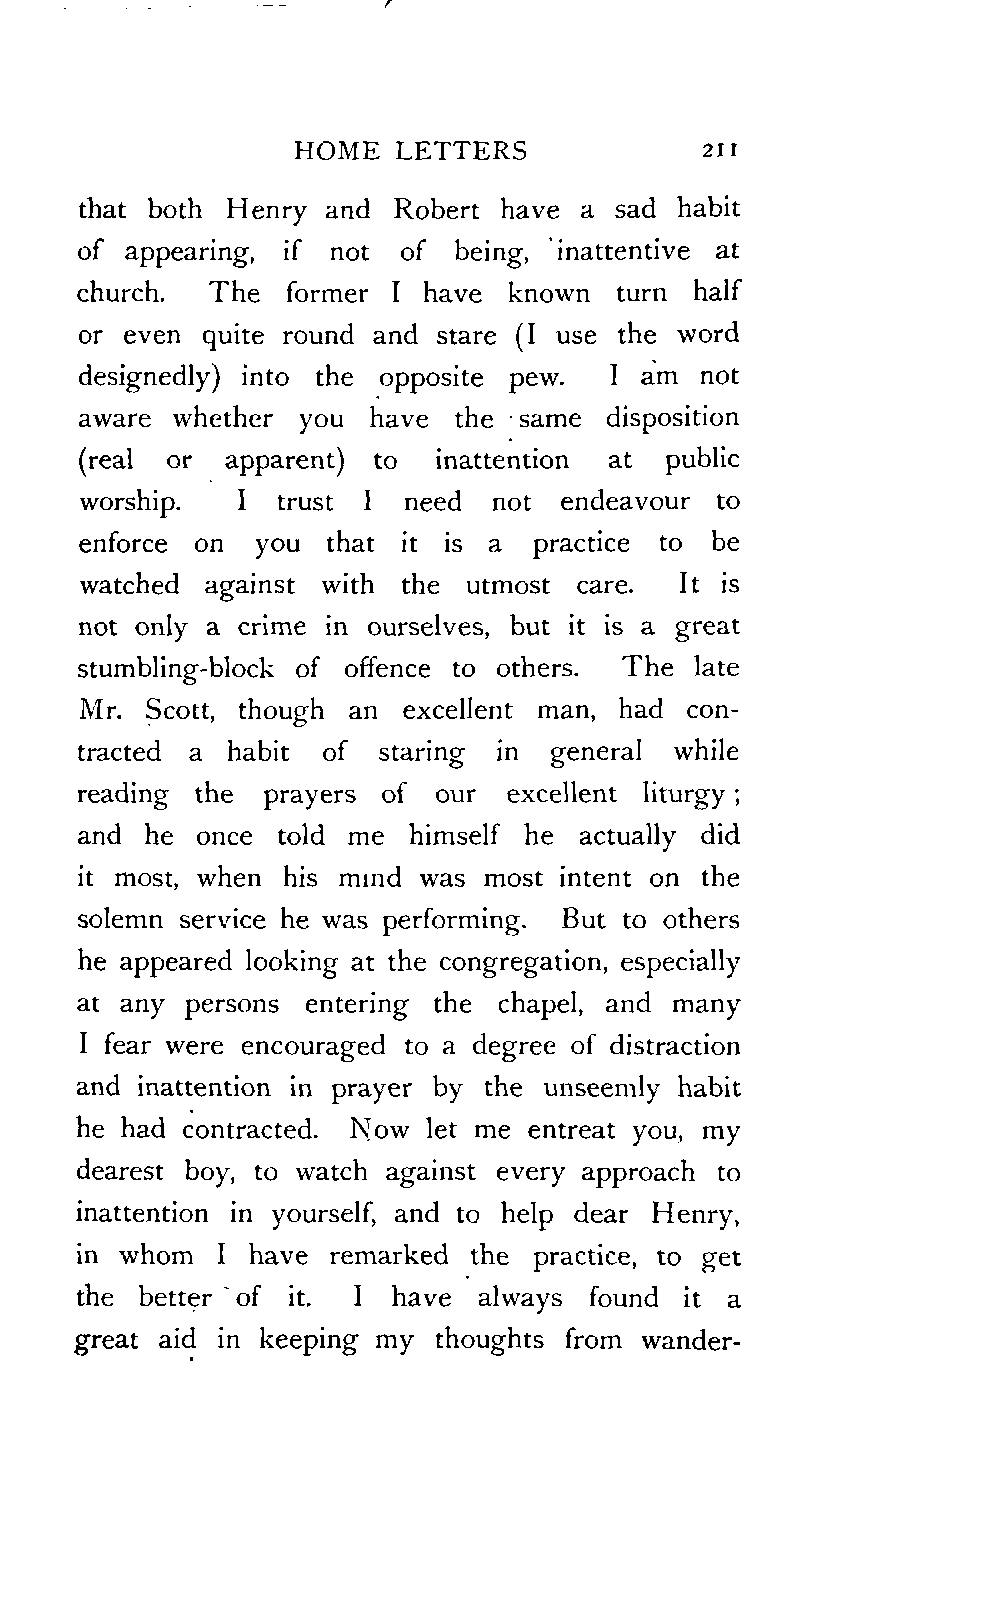 HOME LETTERS 211
that both Henry and Robert have a sad habit
of appearing, if not of being, inattentive at
church. The former I have known turn half
or even quite round and stare (I use the word
designedly) into the opposite pew. I am not
aware whether you have the same disposition
(real or apparent) to inattention at public
worship. I trust I need not endeavour to
enforce on you that it is a practice to be
watched against with the utmost care. It is
not only a crime in ourselves, but it is a great
stumbling-block of offence to others. The late
Mr. Scott, though an excellent man, had con-
tracted a habit of staring in general while
reading the prayers of our excellent liturgy ;
and he once told me himself he actually did
it most, when his mind was most intent on the
solemn service he was performing. But to others
he appeared looking at the congregation, especially
at any persons entering the chapel, and many
I fear were encouraged to a degree of distraction
and inattention in prayer by the unseemly habit
he had contracted. Now let me entreat you, my
dearest boy, to watch against every approach to
inattention in yourself, and to help dear Henry,
in whom I have remarked the practice, to get
the better of it. I have always found it a
great aid in keeping my thoughts from wander-